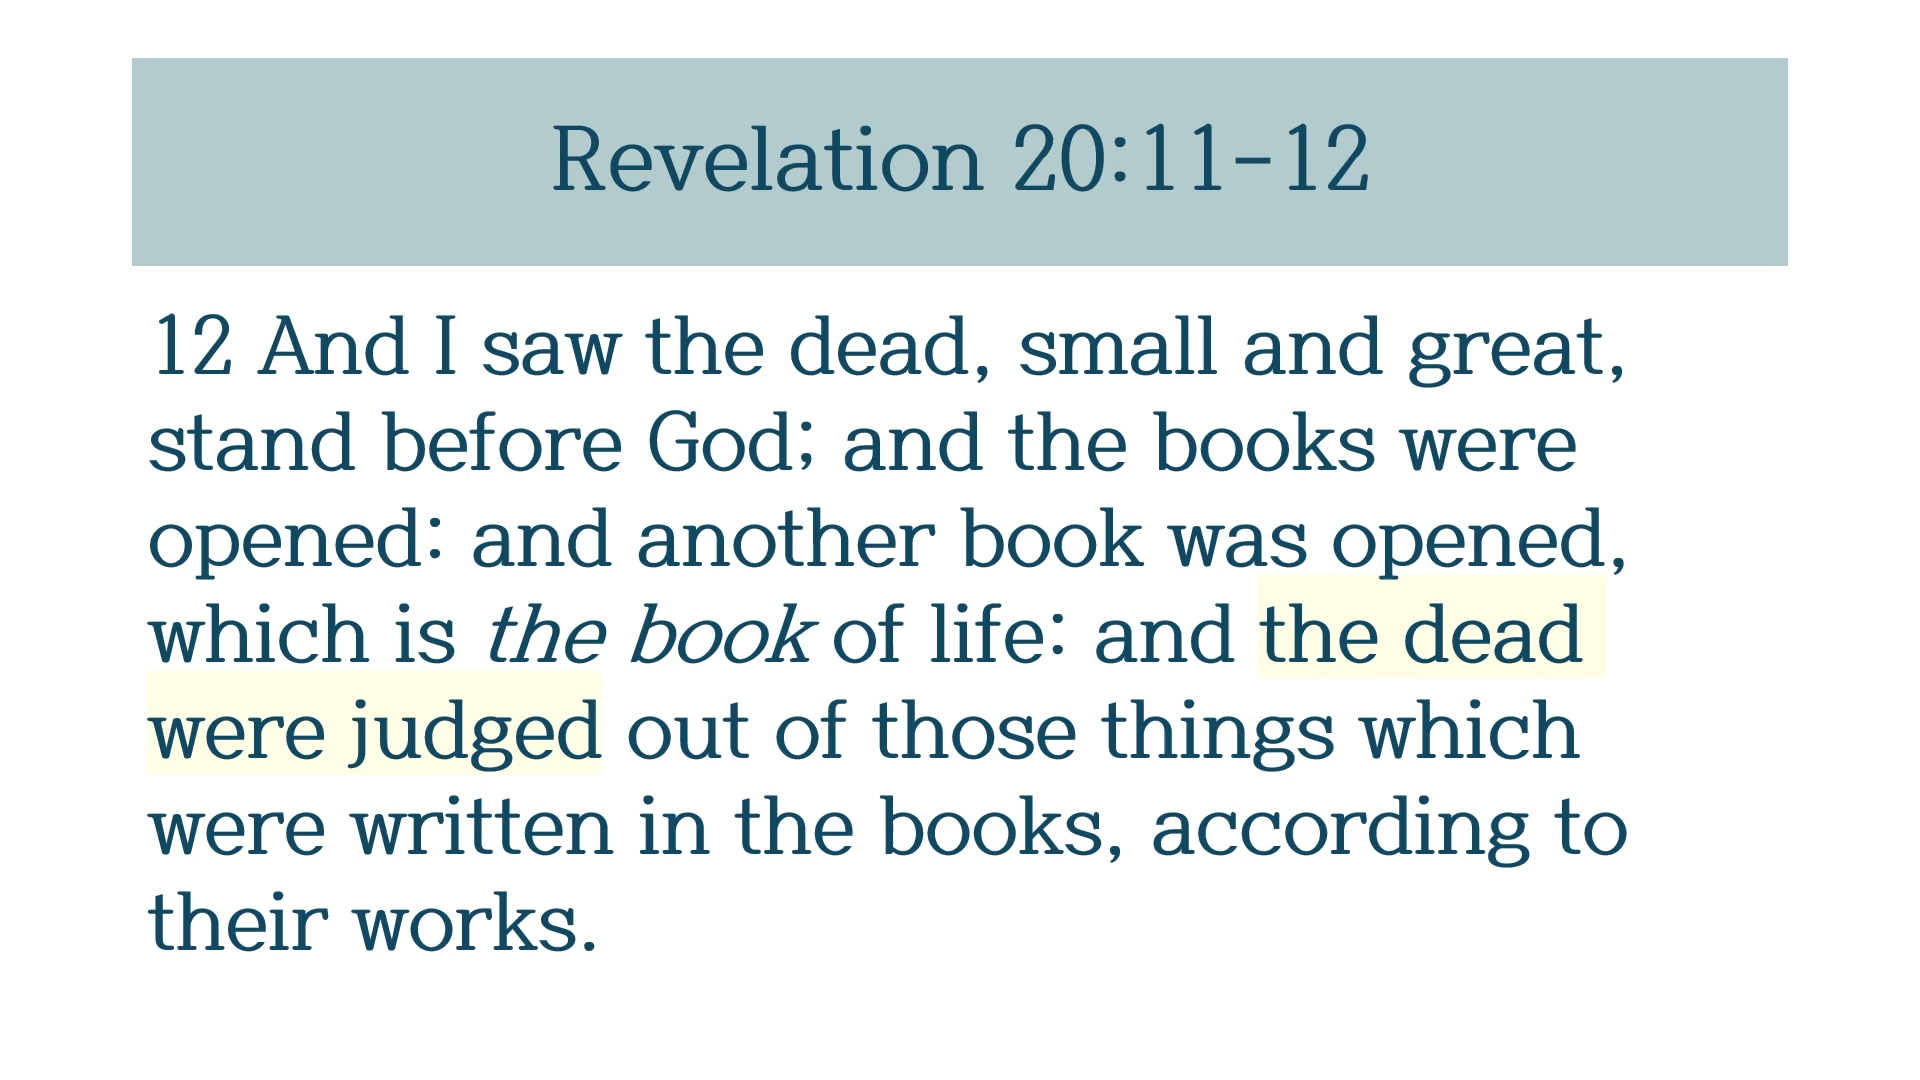 Revelation 20:11-12
12 And I saw the dead, small and great,
stand before God; and the books were
opened: and another book was opened,
which is the book of life: and the dead
were judged out of those things which
were written in the books, according to
their works.